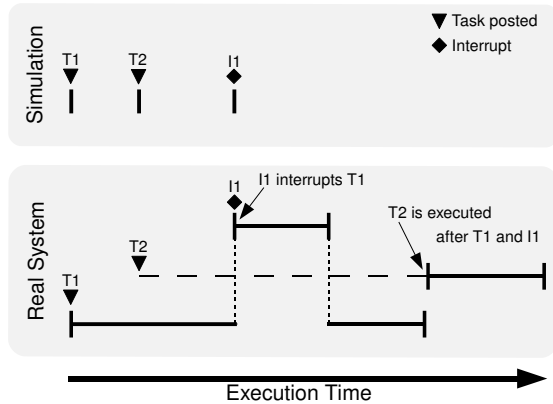 Simulation
T1
T2
I1
Task posted
Interrupt
Real System
I1
I1 interrupts T1
T2 is executed
after T1 and I1
T2
T1
Execution Time